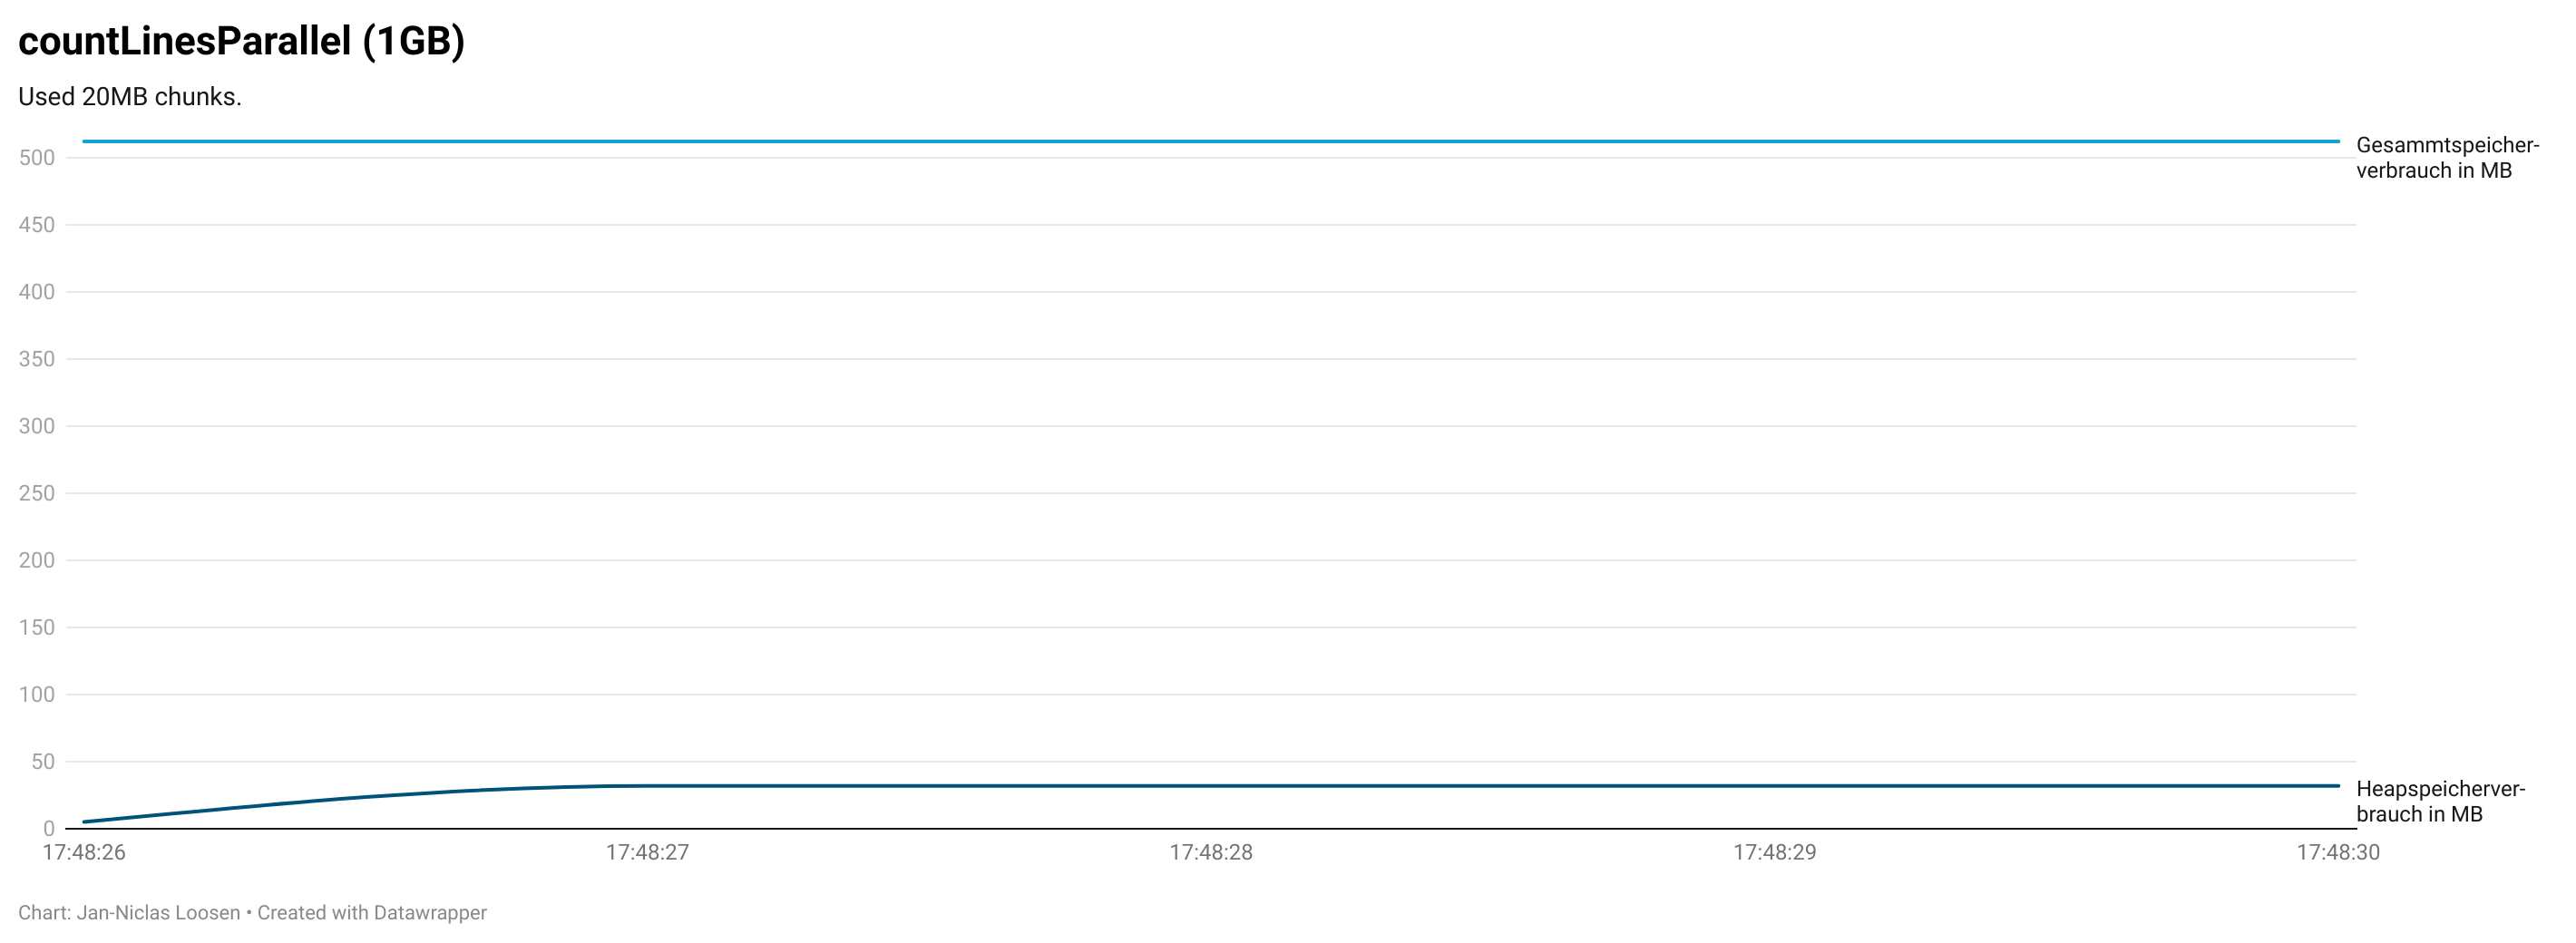 countLinesParallel (1GB)
Used 20MB chunks.
500
Gesammtspeicher-
verbrauch in MB
450
400
350
300
250
200
150
100
50
Heapspeicherver-
brauch in MB
0
17:48:26 17:48:27 17:48:28 17:48:29 17:48:30
Chart: Jan-Niclas Loosen • Created with Datawrapper